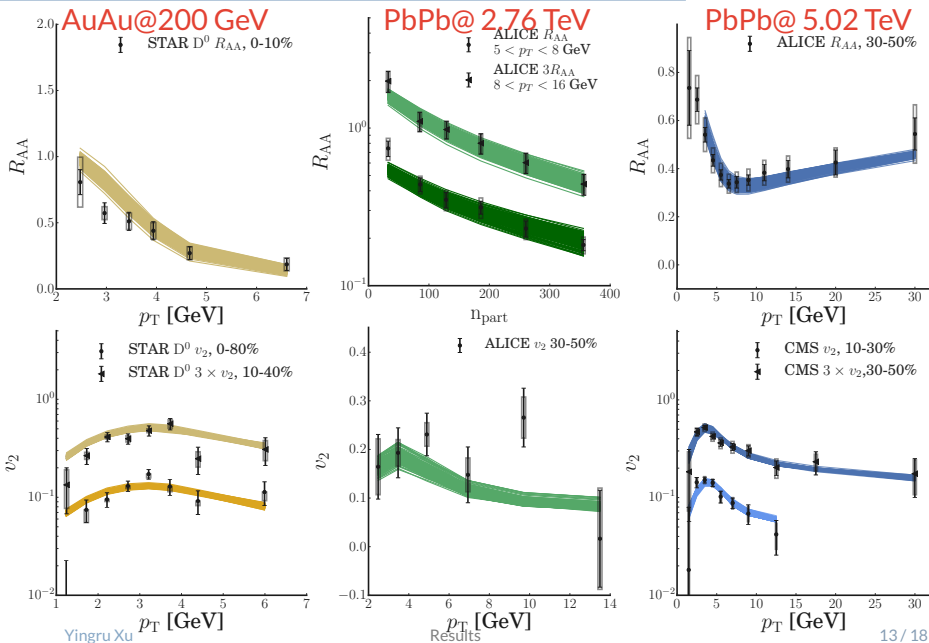 AuAu@200 GeV
PbPb@ 2.76 TeV
PbPb@ 5.02 TeV
STAR D⁰ R_AA, 0-10%
2.0
1.5
1.0
0.5
0.0
R_AA
2 3 4 5 6 7
p_T [GeV]
ALICE R_AA
5 < p_T < 8 GeV
ALICE 3R_AA
8 < p_T < 16 GeV
10⁰
10⁻¹
R_AA
0 100 200 300 400
n_part
ALICE R_AA, 30-50%
0.8
0.6
0.4
0.2
0.0
R_AA
0 5 10 15 20 25 30
p_T [GeV]
STAR D⁰ v₂, 0-80%
STAR D⁰ 3 × v₂, 10-40%
10⁰
10⁻¹
10⁻²
v₂
1 2 3 4 5 6 7
p_T [GeV]
ALICE v₂ 30-50%
0.4
0.3
0.2
0.1
0.0
−0.1
v₂
2 4 6 8 10 12 14
p_T [GeV]
CMS v₂, 10-30%
CMS 3 × v₂,30-50%
10⁰
10⁻¹
10⁻²
v₂
0 5 10 15 20 25 30
p_T [GeV]
Yingru Xu
Results
13 / 18